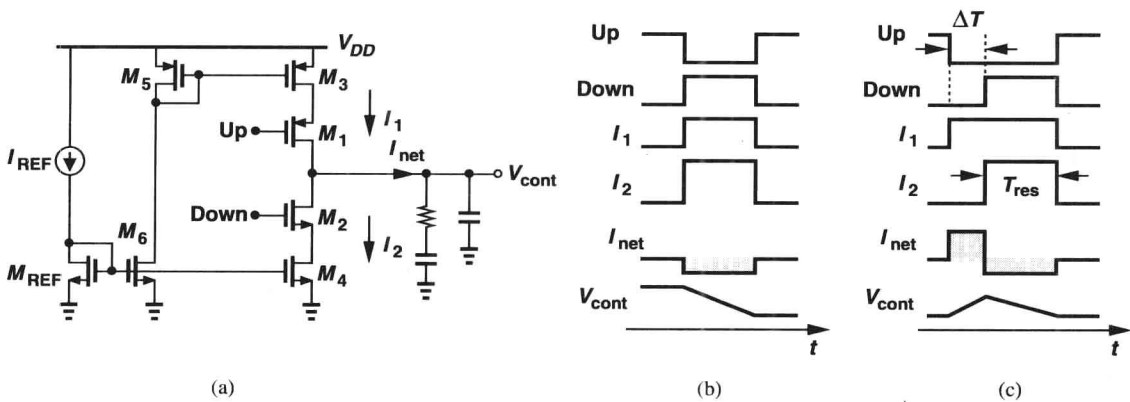 V_DD
M_5
M_3
Up
M_1
I_1
I_REF
I_net
V_cont
Down
M_2
M_6
I_2
M_REF
M_4
(a)
Up
Down
I_1
I_2
I_net
V_cont
t
(b)
ΔT
Up
Down
I_1
I_2
T_res
I_net
V_cont
t
(c)